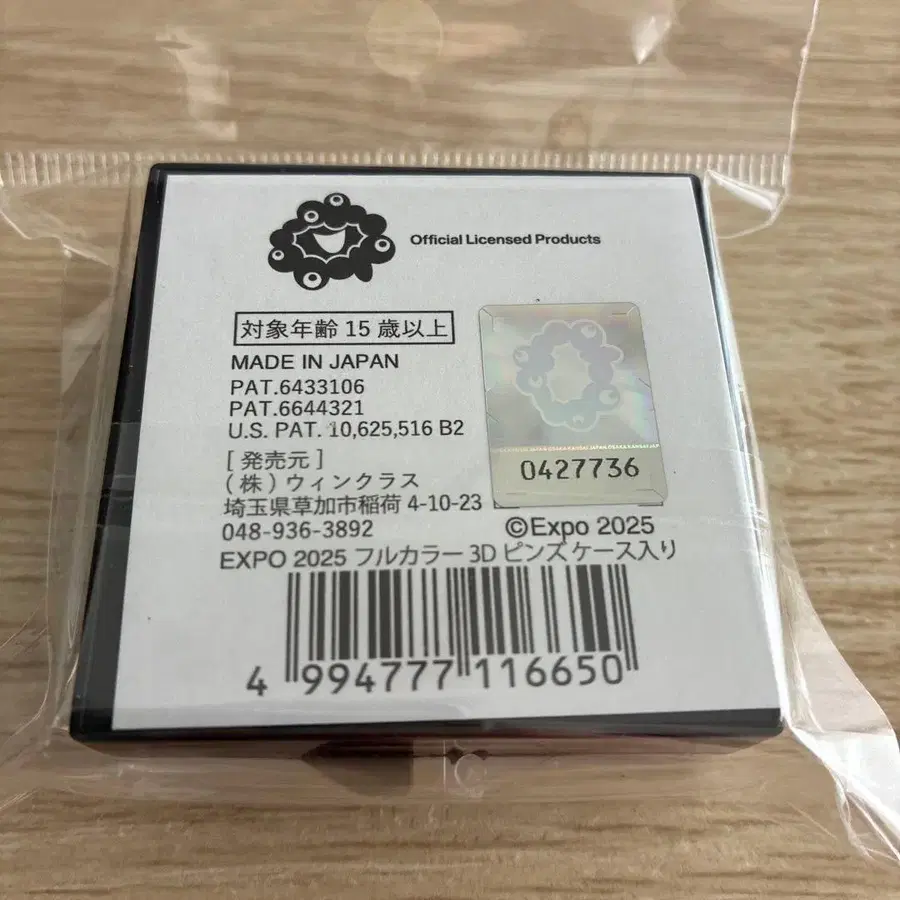 Official Licensed Products
対象年齢 15 歳以上
MADE IN JAPAN
PAT.6433106
PAT.6644321
U.S. PAT. 10,625,516 B2
[ 発売元 ]
(株) ウィンクラス
埼玉県草加市稲荷 4-10-23
048-936-3892
0427736
©Expo 2025
EXPO 2025 フルカラー 3D ピンズ ケース入り
4 994777 116650